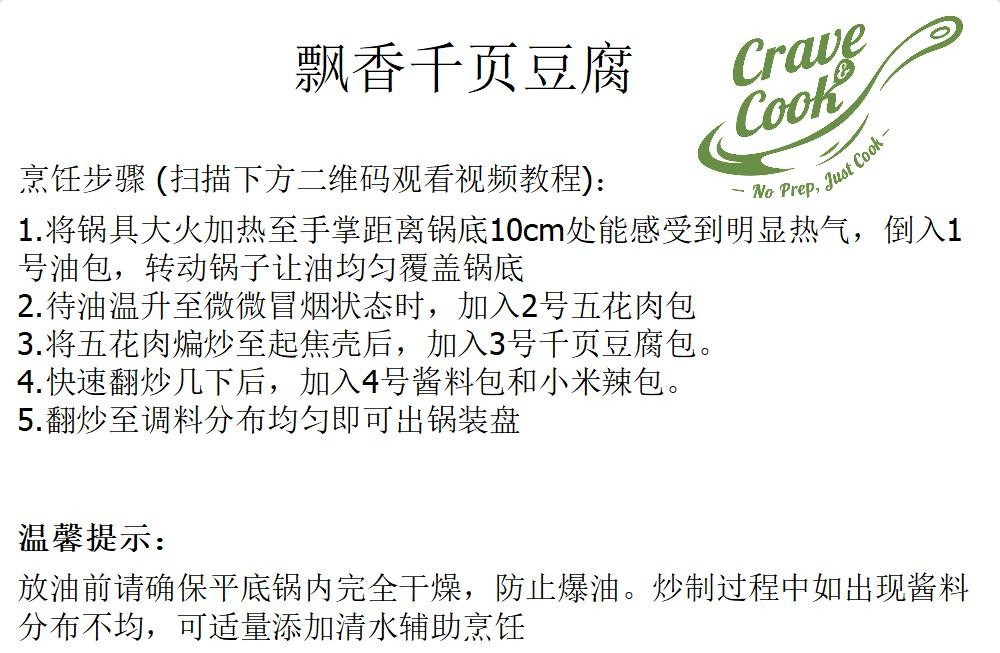 飘香千页豆腐
Crave
&
Cook
— No Prep, Just Cook —
烹饪步骤 (扫描下方二维码观看视频教程)：
1.将锅具大火加热至手掌距离锅底10cm处能感受到明显热气，倒入1
号油包，转动锅子让油均匀覆盖锅底
2.待油温升至微微冒烟状态时，加入2号五花肉包
3.将五花肉煸炒至起焦壳后，加入3号千页豆腐包。
4.快速翻炒几下后，加入4号酱料包和小米辣包。
5.翻炒至调料分布均匀即可出锅装盘
温馨提示：
放油前请确保平底锅内完全干燥，防止爆油。炒制过程中如出现酱料
分布不均，可适量添加清水辅助烹饪